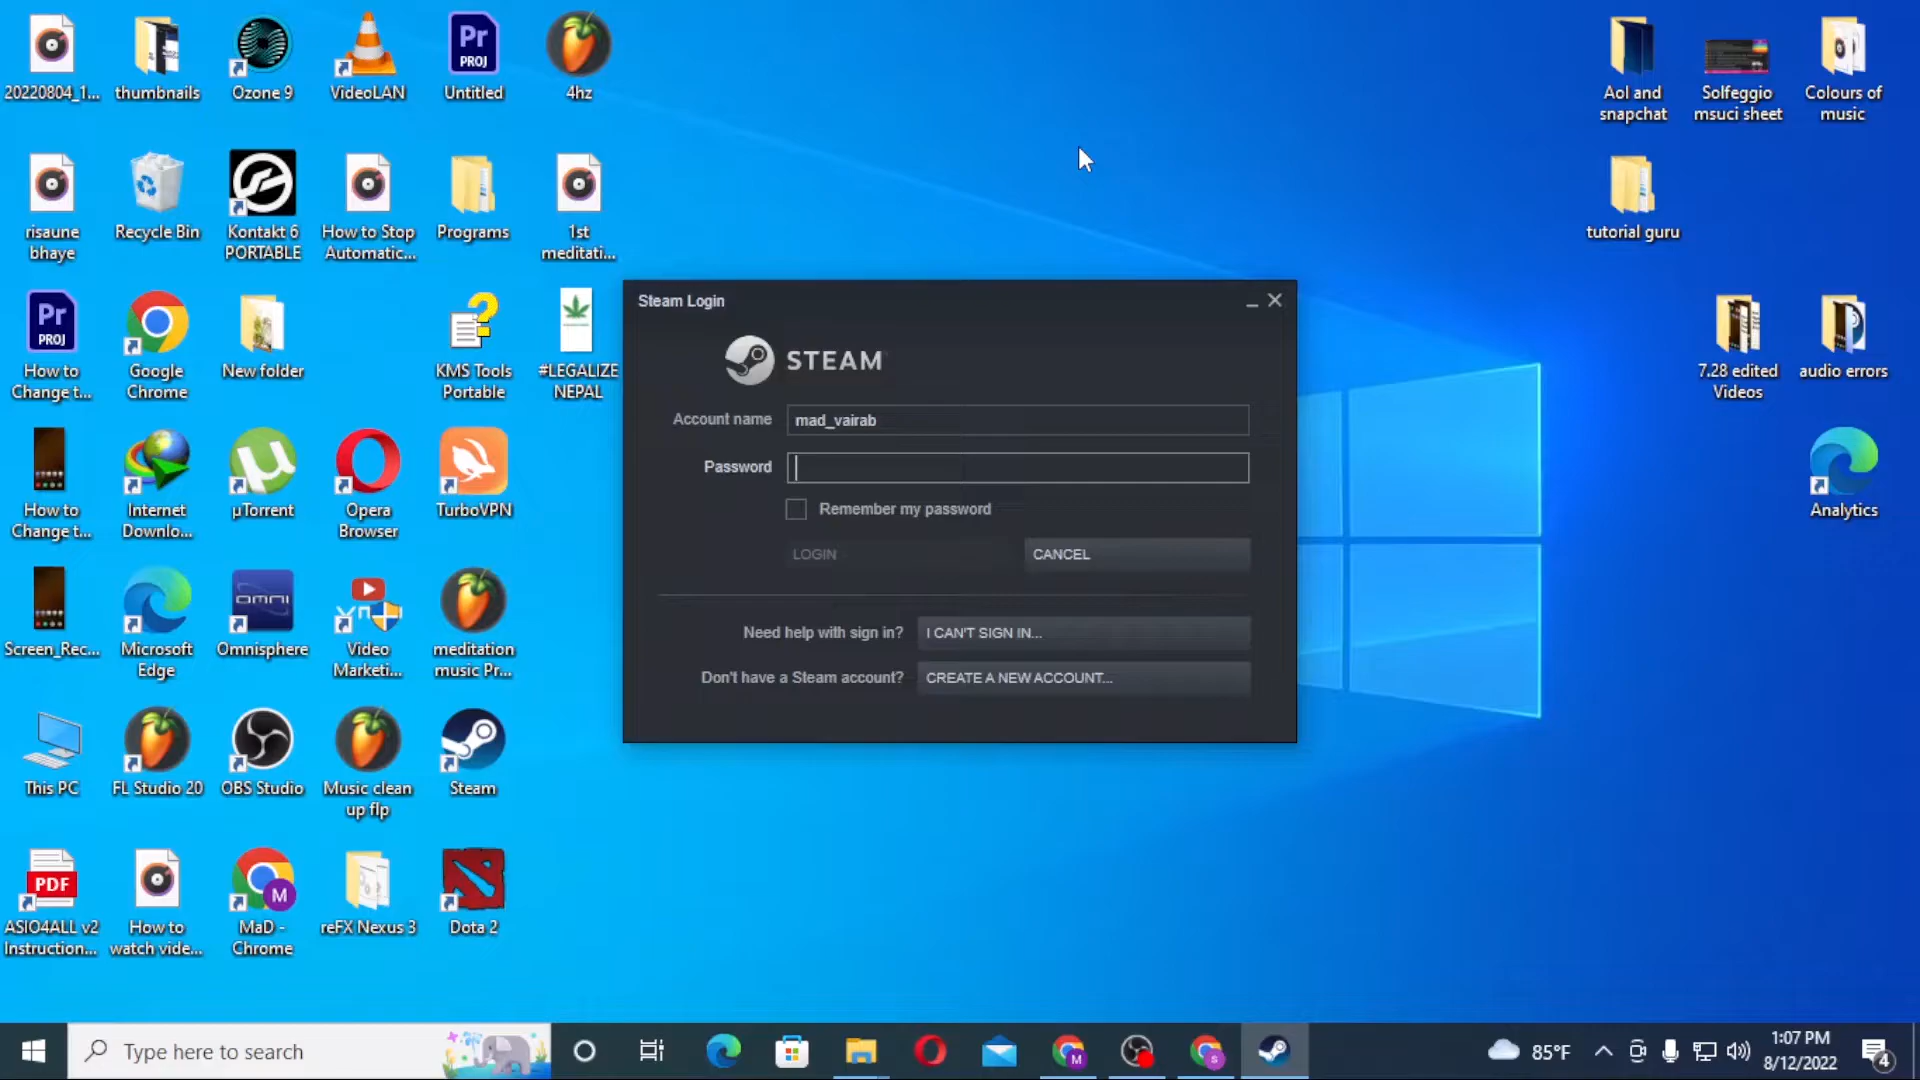 20220804_1...
thumbnails
Ozone 9
VideoLAN
Pr
PROJ
Untitled
4hz
Aol and
snapchat
Solfeggio
msuci sheet
Colours of
music
risaune
bhaye
Recycle Bin
Kontakt 6
PORTABLE
How to Stop
Automatic...
Programs
1st
meditati...
tutorial guru
Pr
PROJ
How to
Change t...
Google
Chrome
New folder
KMS Tools
Portable
#LEGALIZE
NEPAL
7.28 edited
Videos
audio errors
Steam Login
STEAM
Account name
mad_vairab
Password
Remember my password
LOGIN
CANCEL
Need help with sign in?
I CAN'T SIGN IN...
Don't have a Steam account?
CREATE A NEW ACCOUNT...
How to
Change t...
Internet
Downlo...
µTorrent
Opera
Browser
TurboVPN
Analytics
Screen_Rec...
Microsoft
Edge
OMNI
Omnisphere
Video
Marketi...
meditation
music Pr...
This PC
FL Studio 20
OBS Studio
Music clean
up flp
Steam
PDF
ASIO4ALL v2
Instruction...
How to
watch vide...
M
MaD -
Chrome
reFX Nexus 3
Dota 2
Type here to search
M
S
85°F
1:07 PM
8/12/2022
4